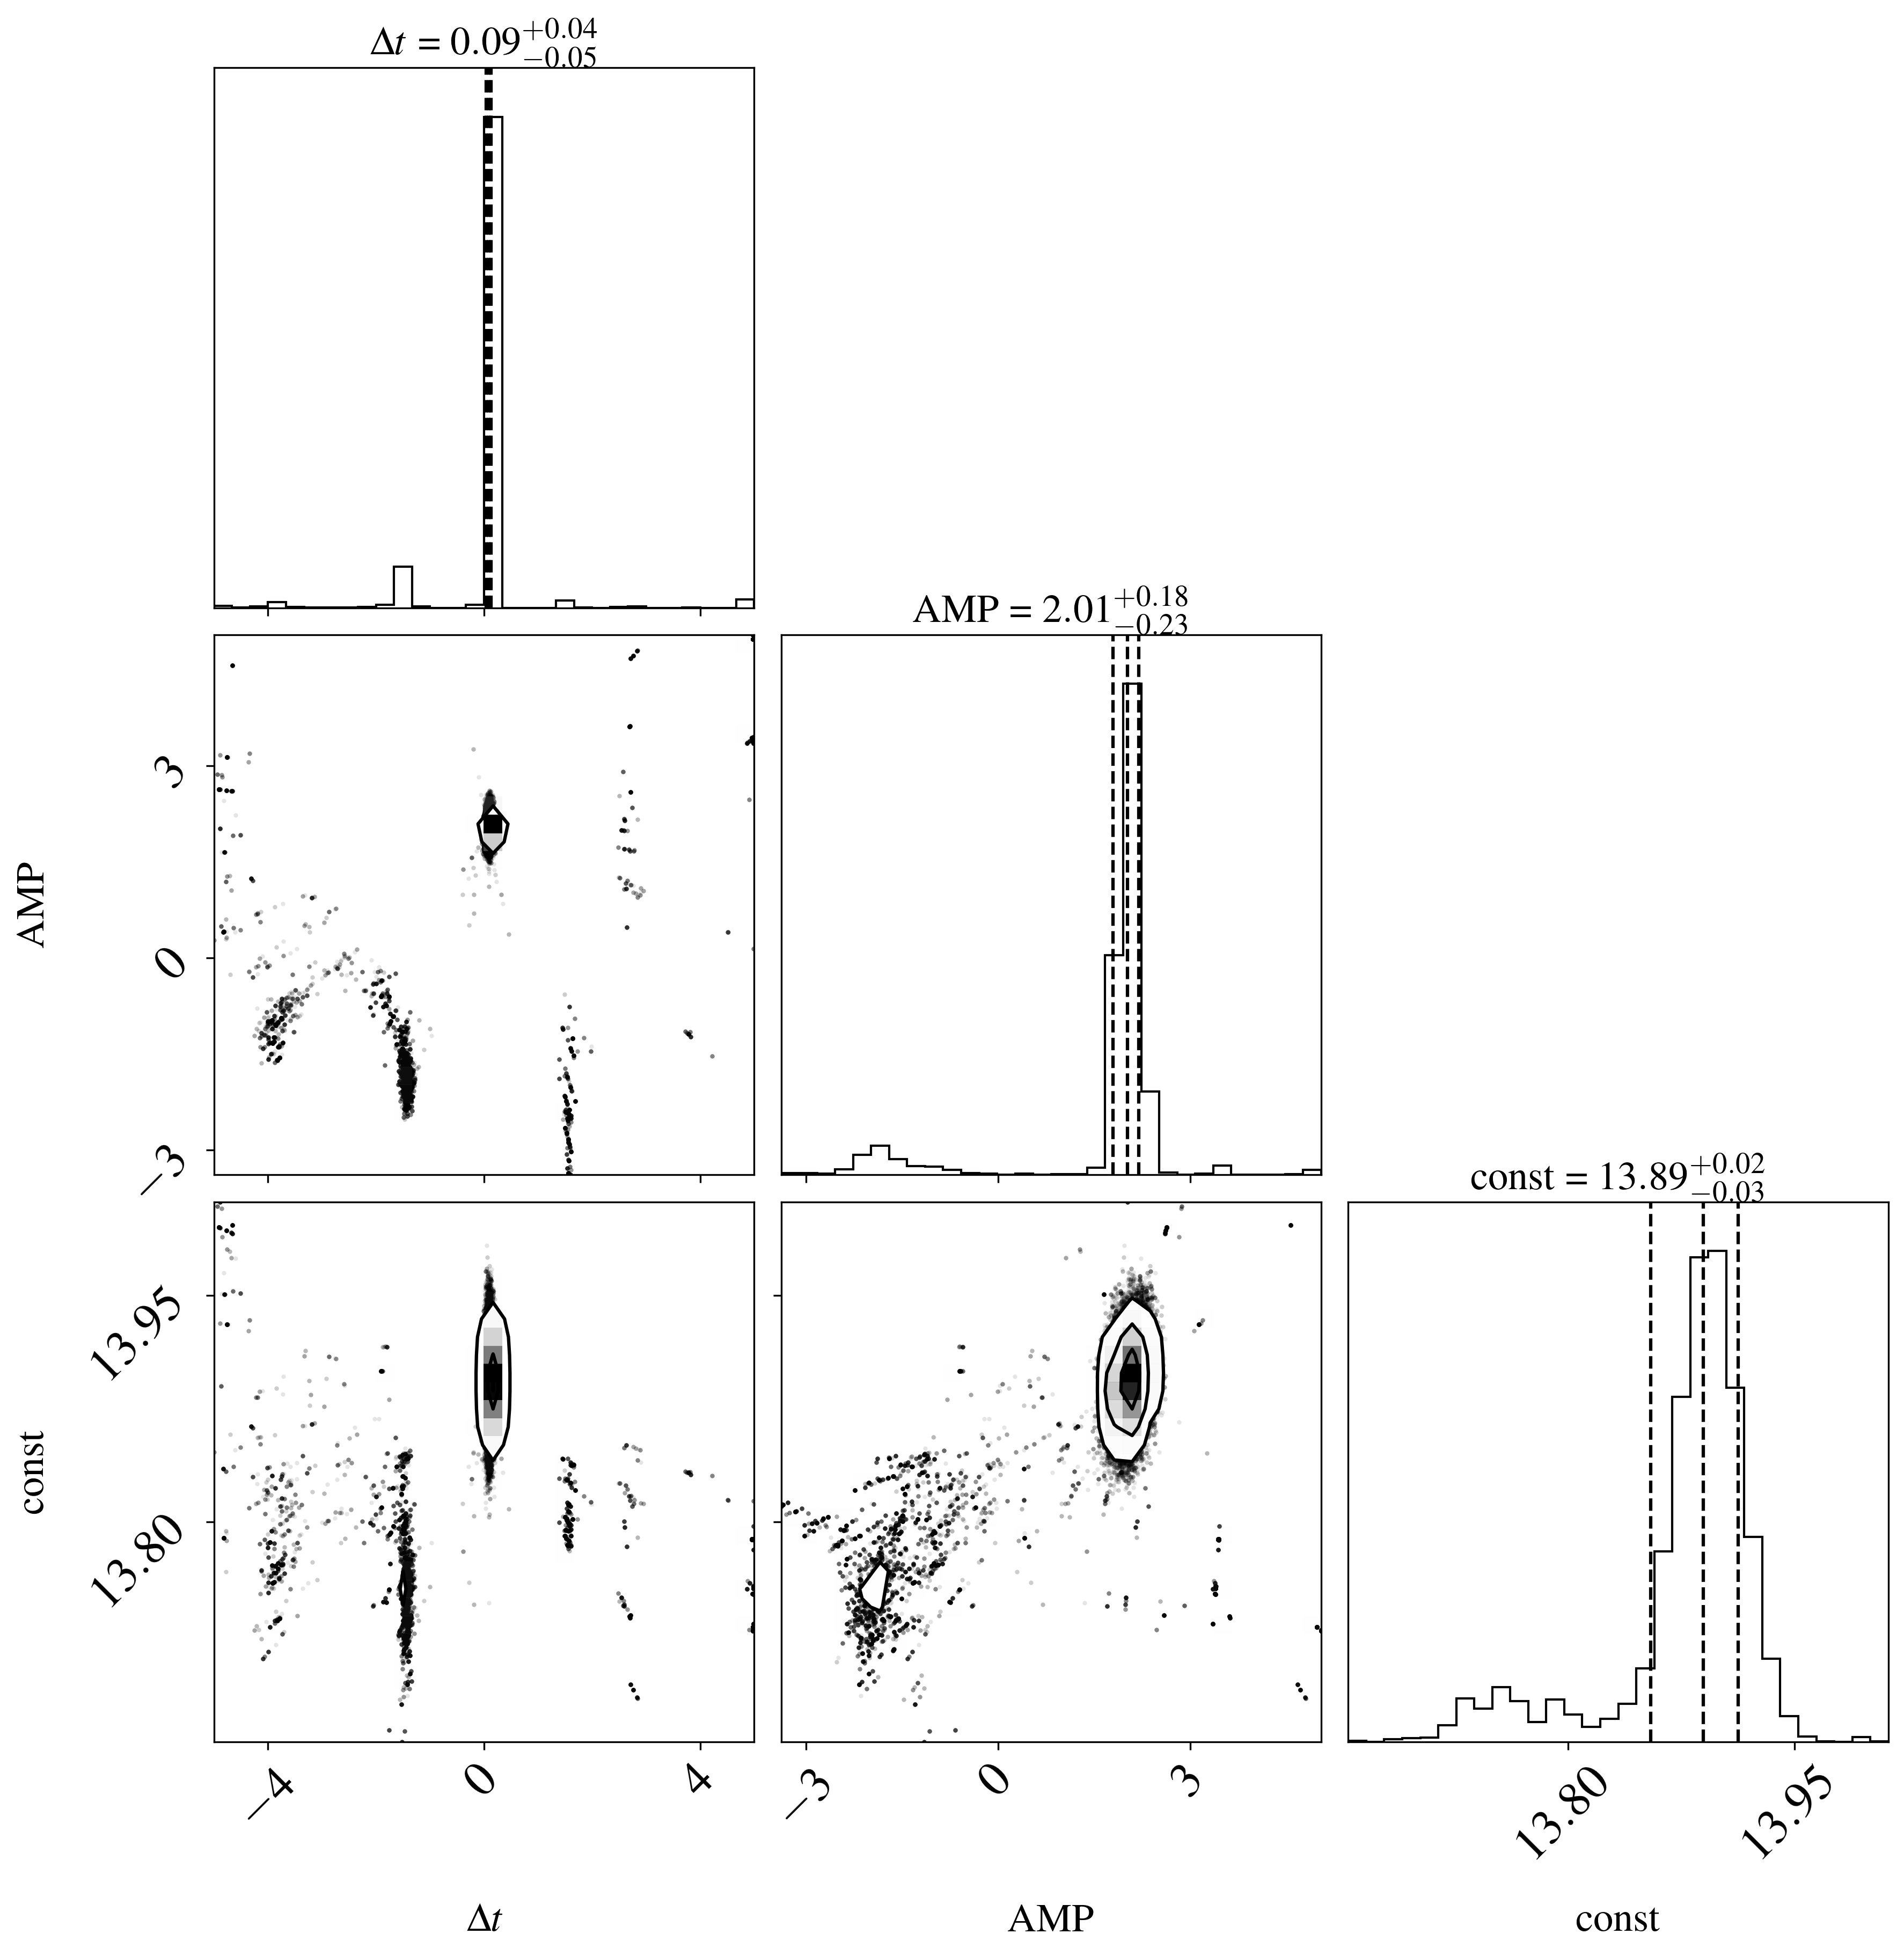 Δt = 0.09+0.04 −0.05
AMP = 2.01+0.18 −0.23
3
0
−3
AMP
const = 13.89+0.02 −0.03
13.95
13.80
const
−4 0 4
−3 0 3
13.80 13.95
Δt AMP const